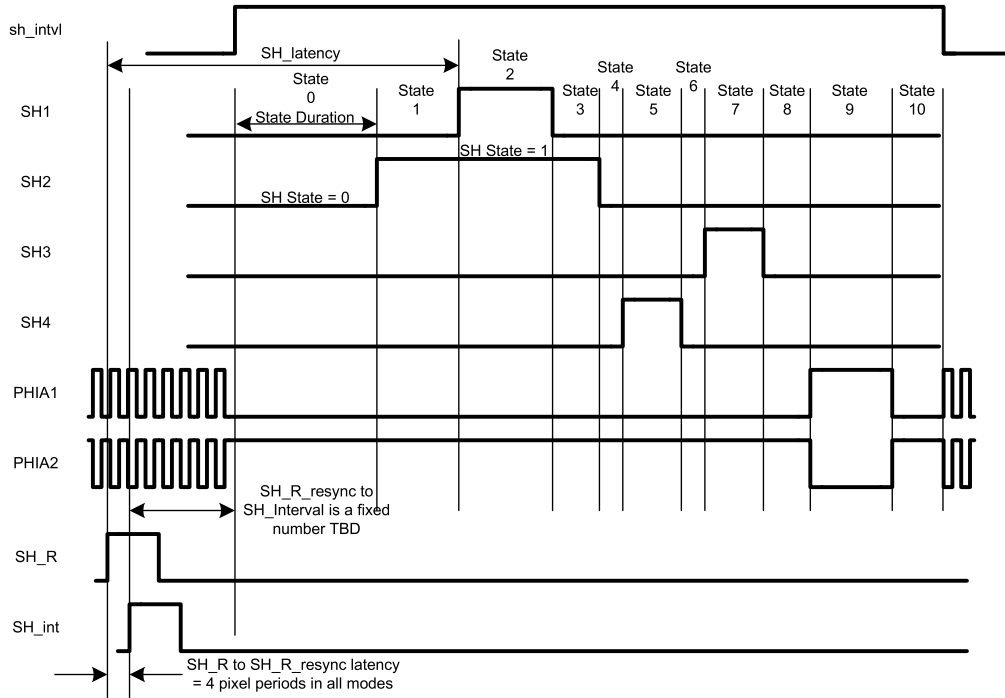 sh_intvl
SH_latency
State
0
State Duration
State
1
State
2
State
3
State
4
State
5
State
6
State
7
State
8
State
9
State
10
SH1
SH State = 1
SH2
SH State = 0
SH3
SH4
PHIA1
PHIA2
SH_R_resync to
SH_Interval is a fixed
number TBD
SH_R
SH_int
SH_R to SH_R_resync latency
= 4 pixel periods in all modes